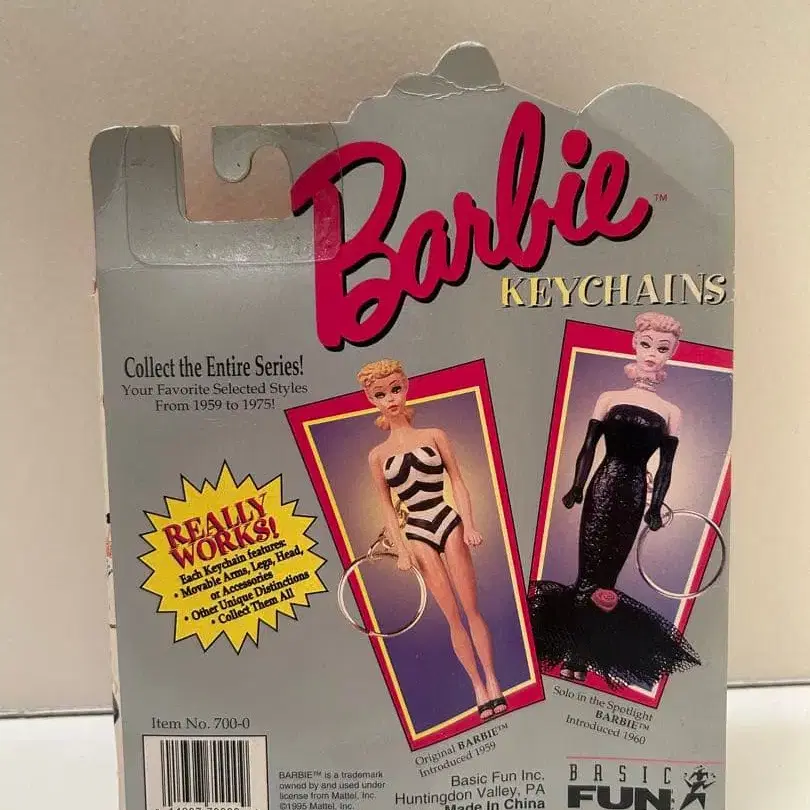 Barbie™
KEYCHAINS
Collect the Entire Series!
Your Favorite Selected Styles
From 1959 to 1975!
REALLY
WORKS!
Each Keychain features:
• Movable Arms, Legs, Head,
or Accessories
• Other Unique Distinctions
• Collect Them All
Original BARBIE™
Introduced 1959
Solo in the Spotlight
BARBIE™
Introduced 1960
Item No. 700-0
BARBIE™ is a trademark
owned by and used under
license from Mattel, Inc.
©1995 Mattel, Inc.
Basic Fun Inc.
Huntingdon Valley, PA
Made In China
BASIC
FUN